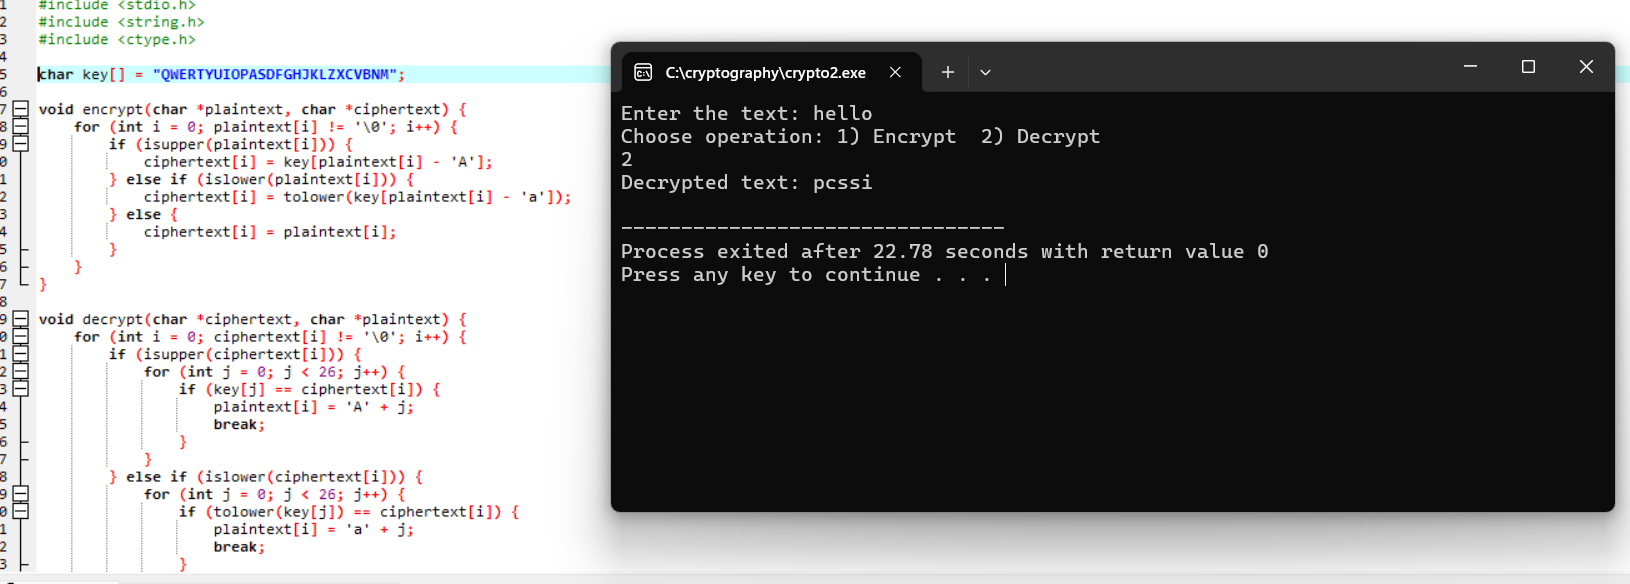 1 #include <stdio.h>
2 #include <string.h>
3 #include <ctype.h>
4
5 char key[] = "QWERTYUIOPASDFGHJKLZXCVBNM";
6
7 void encrypt(char *plaintext, char *ciphertext) {
8 for (int i = 0; plaintext[i] != '\0'; i++) {
9 if (isupper(plaintext[i])) {
0 ciphertext[i] = key[plaintext[i] - 'A'];
1 } else if (islower(plaintext[i])) {
2 ciphertext[i] = tolower(key[plaintext[i] - 'a']);
3 } else {
4 ciphertext[i] = plaintext[i];
5 }
6 }
7 }
8
9 void decrypt(char *ciphertext, char *plaintext) {
0 for (int i = 0; ciphertext[i] != '\0'; i++) {
1 if (isupper(ciphertext[i])) {
2 for (int j = 0; j < 26; j++) {
3 if (key[j] == ciphertext[i]) {
4 plaintext[i] = 'A' + j;
5 break;
6 }
7 }
8 } else if (islower(ciphertext[i])) {
9 for (int j = 0; j < 26; j++) {
0 if (tolower(key[j]) == ciphertext[i]) {
1 plaintext[i] = 'a' + j;
2 break;
3 }
C:\cryptography\crypto2.exe
Enter the text: hello
Choose operation: 1) Encrypt 2) Decrypt
2
Decrypted text: pcssi
--------------------------------
Process exited after 22.78 seconds with return value 0
Press any key to continue . . .